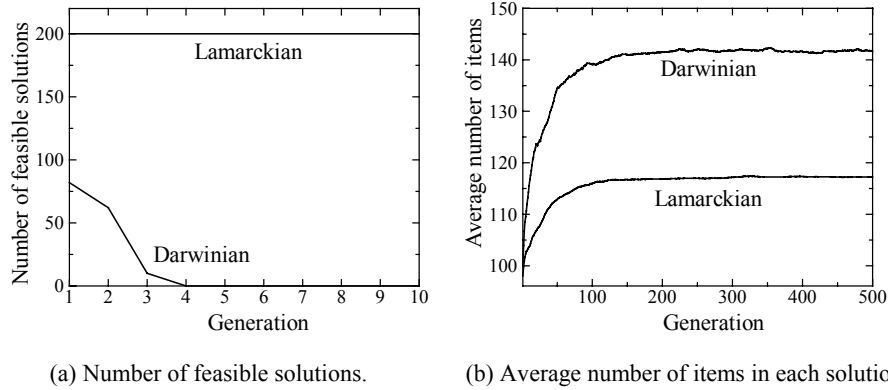 200
150
100
50
0
Number of feasible solutions
Lamarckian
Darwinian
1 2 3 4 5 6 7 8 9 10
Generation
(a) Number of feasible solutions.
150
140
130
120
110
100
Average number of items
Darwinian
Lamarckian
100 200 300 400 500
Generation
(b) Average number of items in each solutio